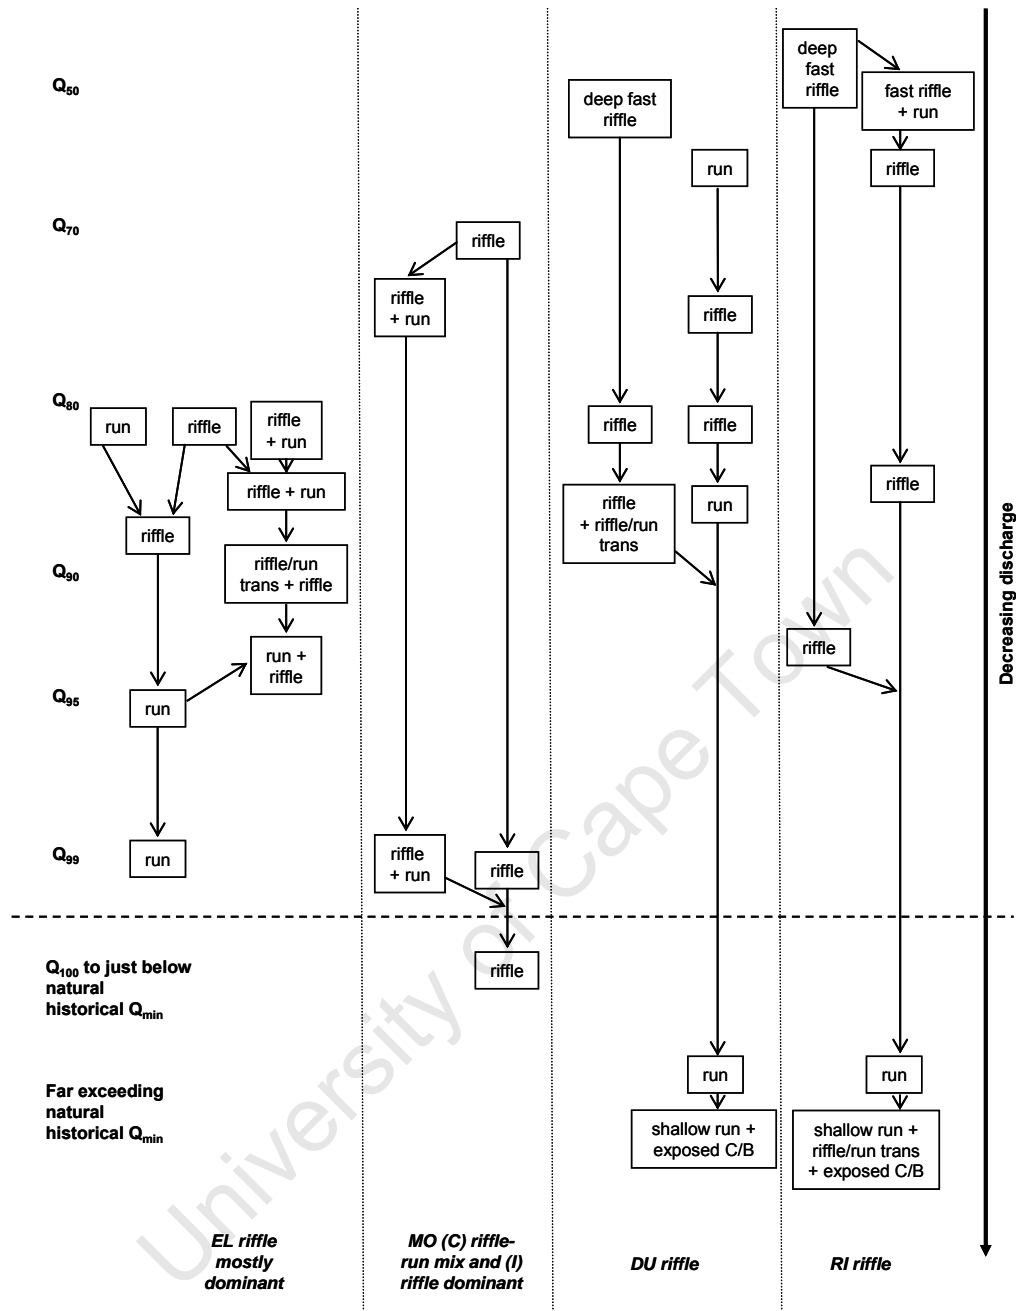 Q50
Q70
Q80
Q90
Q95
Q99
Q100 to just below
natural
historical Qmin
Far exceeding
natural
historical Qmin
run
riffle
riffle
+ run
riffle + run
riffle
riffle/run
trans + riffle
run +
riffle
run
run
EL riffle
mostly
dominant
riffle
riffle
+ run
riffle
+ run
riffle
riffle
MO (C) riffle-
run mix and (I)
riffle dominant
deep fast
riffle
run
riffle
riffle
riffle
riffle
+ riffle/run
trans
run
run
shallow run +
exposed C/B
DU riffle
deep
fast
riffle
fast riffle
+ run
riffle
riffle
riffle
run
shallow run +
riffle/run trans
+ exposed C/B
RI riffle
Decreasing discharge
University of Cape Town